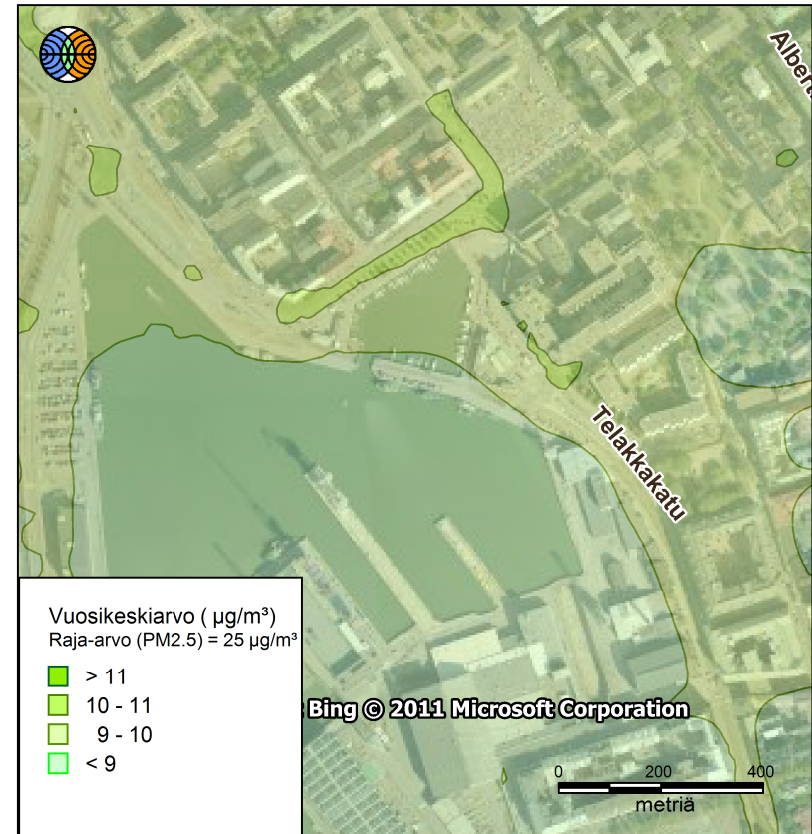 Albert
Telakkakatu
Vuosikeskiarvo ( µg/m³)
Raja-arvo (PM2.5) = 25 µg/m³
> 11
10 - 11
9 - 10
< 9
Bing © 2011 Microsoft Corporation
0 200 400
metriä